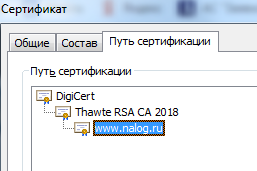 Сертификат
Общие Состав Путь сертификации
Путь сертификации
DigiCert
Thawte RSA CA 2018
www.nalog.ru